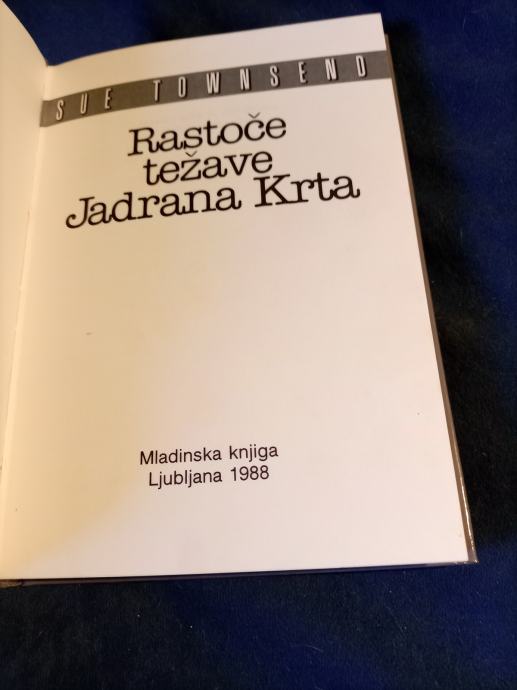 SUE TOWNSEND
Rastoče
težave
Jadrana Krta
Mladinska knjiga
Ljubljana 1988